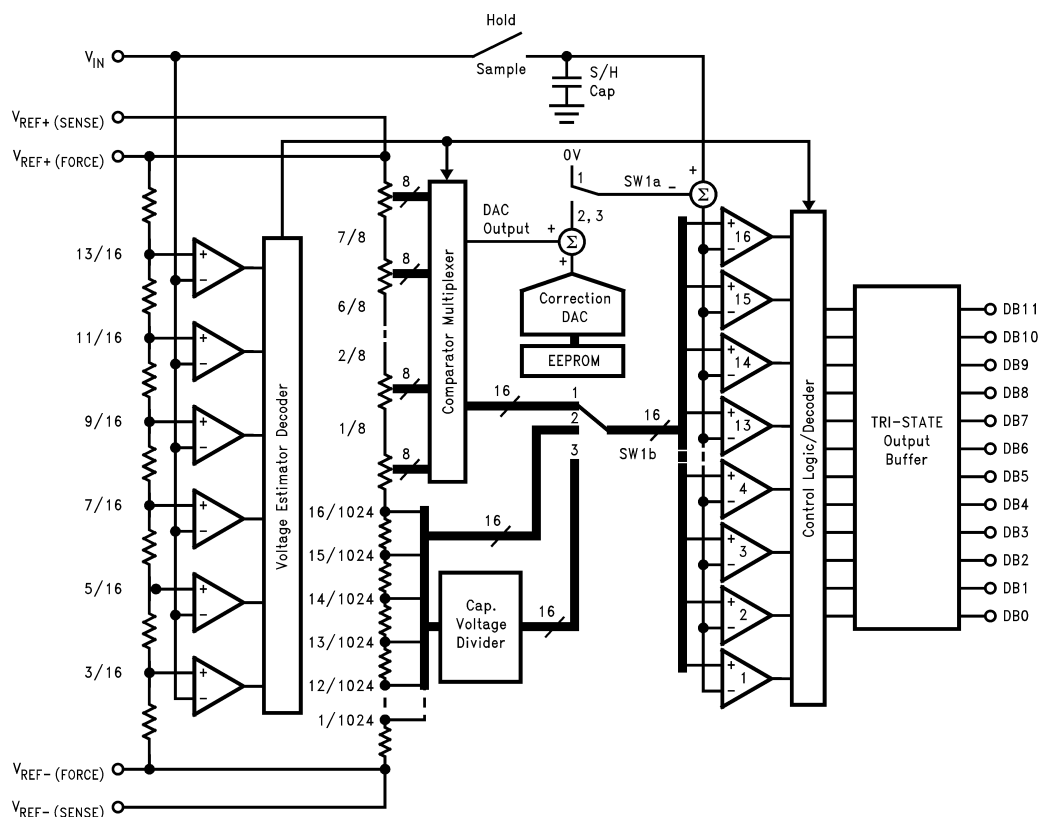 Hold
V_IN
Sample
S/H
Cap
V_REF+ (SENSE)
V_REF+ (FORCE)
0V
1
SW1a
+
-
Σ
2, 3
8
7/8
8
6/8
2/8
8
1/8
8
Comparator Multiplexer
DAC
Output
+
Σ
+
Correction
DAC
EEPROM
13/16
+
-
11/16
+
-
9/16
+
-
7/16
+
-
5/16
+
-
3/16
+
-
Voltage Estimator Decoder
16
1
2
3
SW1b
16
16/1024
15/1024
14/1024
13/1024
12/1024
1/1024
16
Cap.
Voltage
Divider
16
+
16
-
+
15
-
+
14
-
+
13
-
+
4
-
+
3
-
+
2
-
+
1
-
Control Logic/Decoder
TRI-STATE
Output
Buffer
DB11
DB10
DB9
DB8
DB7
DB6
DB5
DB4
DB3
DB2
DB1
DB0
V_REF- (FORCE)
V_REF- (SENSE)